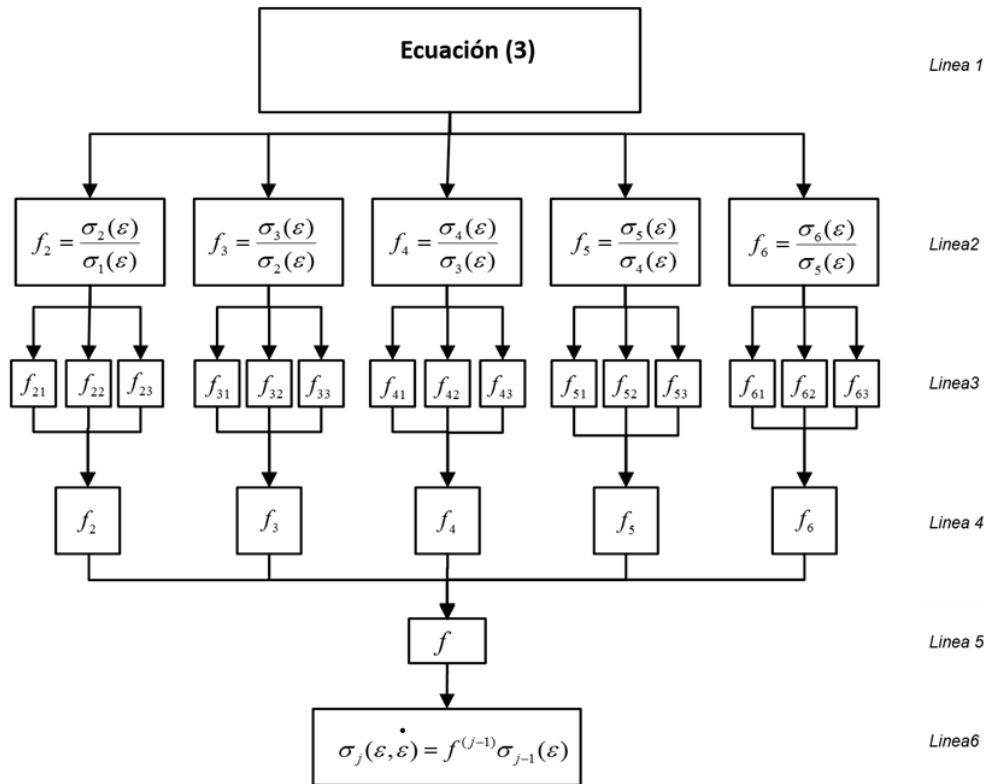 Ecuación (3)
Linea 1
f₂ = σ₂(ε) / σ₁(ε)
f₃ = σ₃(ε) / σ₂(ε)
f₄ = σ₄(ε) / σ₃(ε)
f₅ = σ₅(ε) / σ₄(ε)
f₆ = σ₆(ε) / σ₅(ε)
Linea2
f₂₁ f₂₂ f₂₃ f₃₁ f₃₂ f₃₃ f₄₁ f₄₂ f₄₃ f₅₁ f₅₂ f₅₃ f₆₁ f₆₂ f₆₃
Linea3
f₂ f₃ f₄ f₅ f₆
Linea 4
f
Linea 5
σⱼ(ε,ε̇) = f⁽ʲ⁻¹⁾σⱼ₋₁(ε)
Linea6